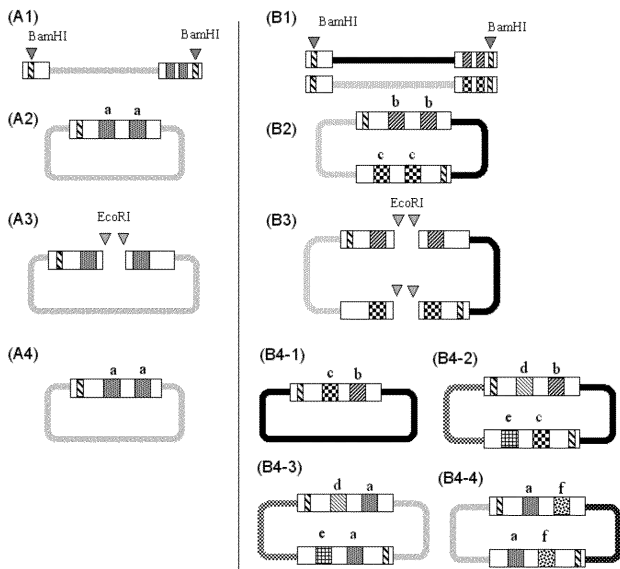 (A1)
BamHI BamHI
(A2)
a a
(A3)
EcoRI
(A4)
a a
(B1)
BamHI BamHI
(B2)
b b
c c
(B3)
EcoRI
(B4-1)
c b
(B4-2)
d b
e c
(B4-3)
d a
e a
(B4-4)
a f
a f